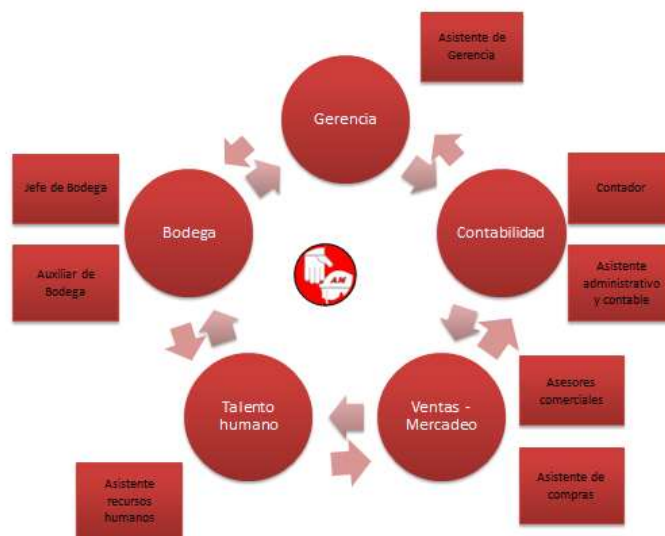 Asistente de
Gerencia
Gerencia
Jefe de Bodega
Bodega
Auxiliar de
Bodega
Contabilidad
Contador
Asistente
administrativo
y contable
AM
Talento
humano
Ventas -
Mercadeo
Asesores
comerciales
Asistente de
compras
Asistente
recursos
humanos